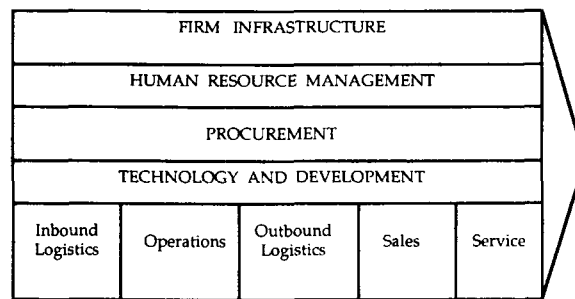 FIRM INFRASTRUCTURE
HUMAN RESOURCE MANAGEMENT
PROCUREMENT
TECHNOLOGY AND DEVELOPMENT
Inbound
Logistics
Operations
Outbound
Logistics
Sales
Service